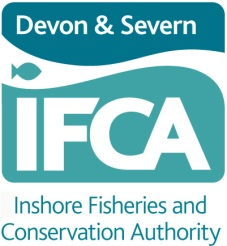 Devon & Severn
IFCA
Inshore Fisheries and
Conservation Authority